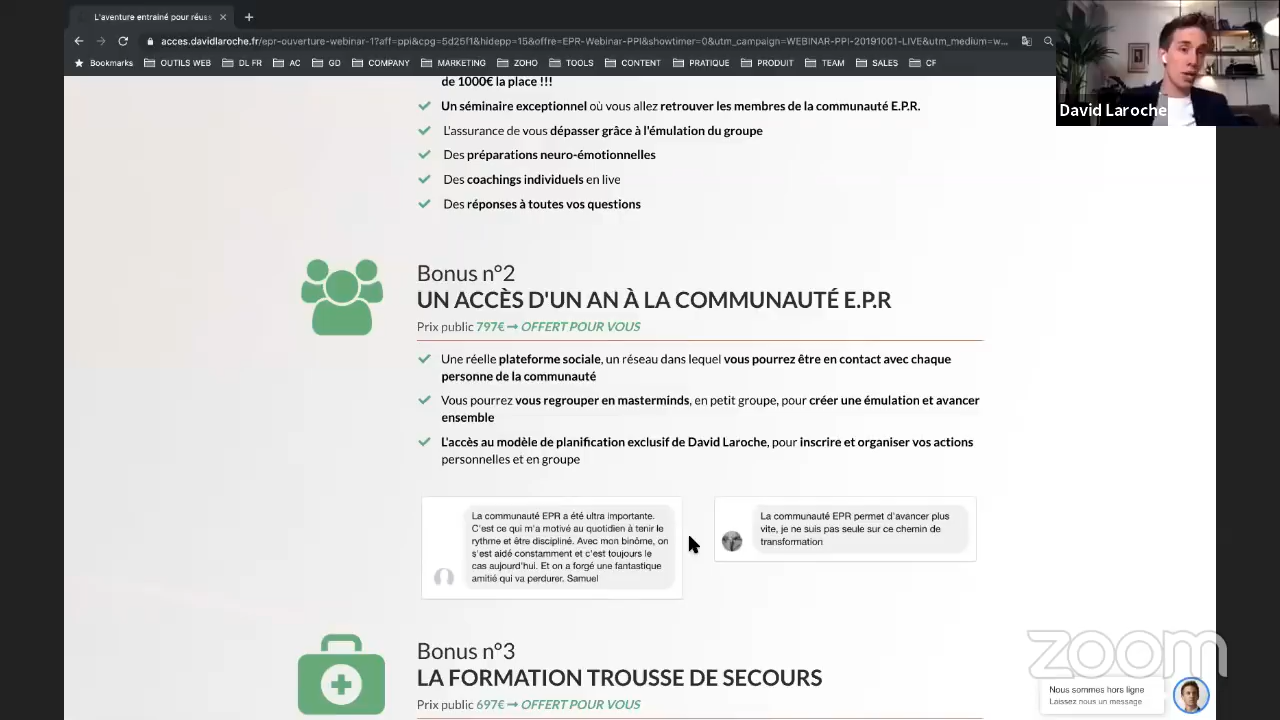 L'aventure entrainé pour réuss
acces.davidlaroche.fr/epr-ouverture-webinar-1?aff=ppi&cpg=5d25f1&hidepp=15&offre=EPR-Webinar-PPI&showtimer=0&utm_campaign=WEBINAR-PPI-20191001-LIVE&utm_medium=w...
Bookmarks OUTILS WEB DL FR AC GD COMPANY MARKETING ZOHO TOOLS CONTENT PRATIQUE PRODUIT TEAM SALES CF
David Laroche
de 1000€ la place !!!
Un séminaire exceptionnel où vous allez retrouver les membres de la communauté E.P.R.
L'assurance de vous dépasser grâce à l'émulation du groupe
Des préparations neuro-émotionnelles
Des coachings individuels en live
Des réponses à toutes vos questions
Bonus n°2
UN ACCÈS D'UN AN À LA COMMUNAUTÉ E.P.R
Prix public 797€ → OFFERT POUR VOUS
Une réelle plateforme sociale, un réseau dans lequel vous pourrez être en contact avec chaque
personne de la communauté
Vous pourrez vous regrouper en masterminds, en petit groupe, pour créer une émulation et avancer
ensemble
L'accès au modèle de planification exclusif de David Laroche, pour inscrire et organiser vos actions
personnelles et en groupe
La communauté EPR a été ultra importante.
C'est ce qui m'a motivé au quotidien à tenir le
rythme et être discipliné. Avec mon binôme, on
s'est aidé constamment et c'est toujours le
cas aujourd'hui. Et on a forgé une fantastique
amitié qui va perdurer. Samuel
La communauté EPR permet d'avancer plus
vite, je ne suis pas seule sur ce chemin de
transformation
Bonus n°3
LA FORMATION TROUSSE DE SECOURS
Prix public 697€ → OFFERT POUR VOUS
zoom
Nous sommes hors ligne
Laissez nous un message